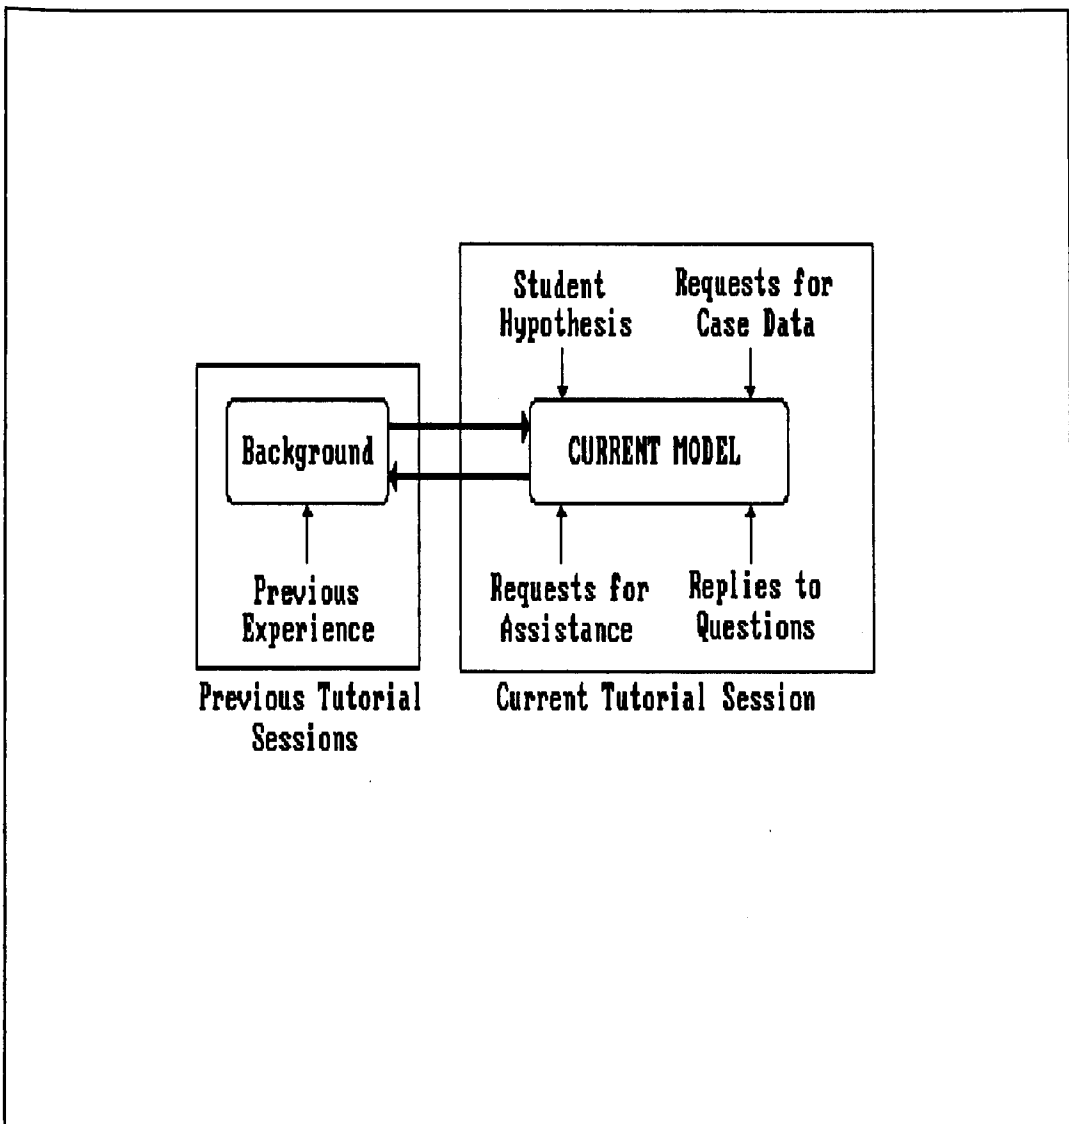 Student
Hypothesis
Requests for
Case Data
Background
CURRENT MODEL
Previous
Experience
Requests for
Assistance
Replies to
Questions
Previous Tutorial
Sessions
Current Tutorial Session